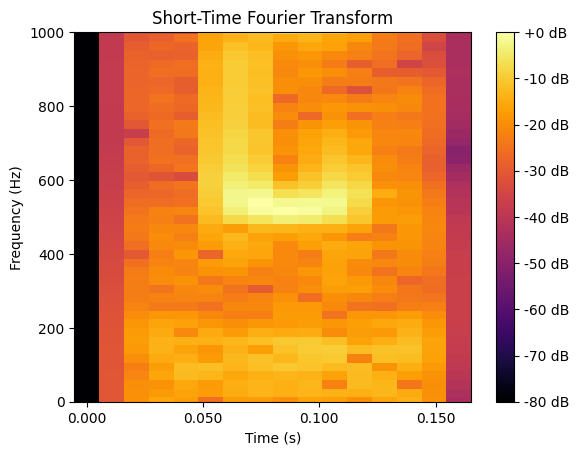 Short-Time Fourier Transform
1000
800
600
400
200
0
Frequency (Hz)
0.000
0.050
0.100
0.150
Time (s)
+0 dB
-10 dB
-20 dB
-30 dB
-40 dB
-50 dB
-60 dB
-70 dB
-80 dB